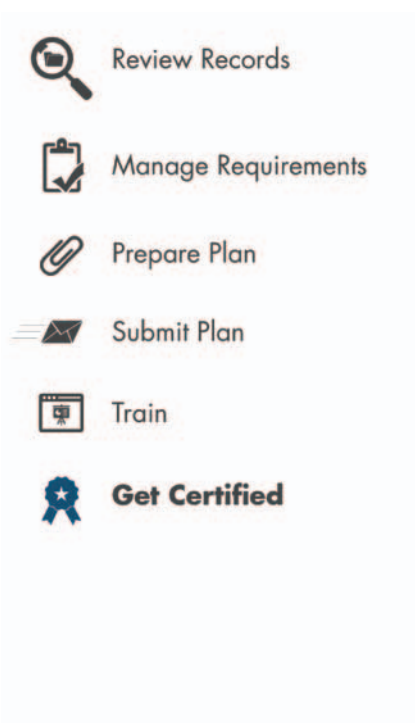 Review Records
Manage Requirements
Prepare Plan
Submit Plan
Train
Get Certified